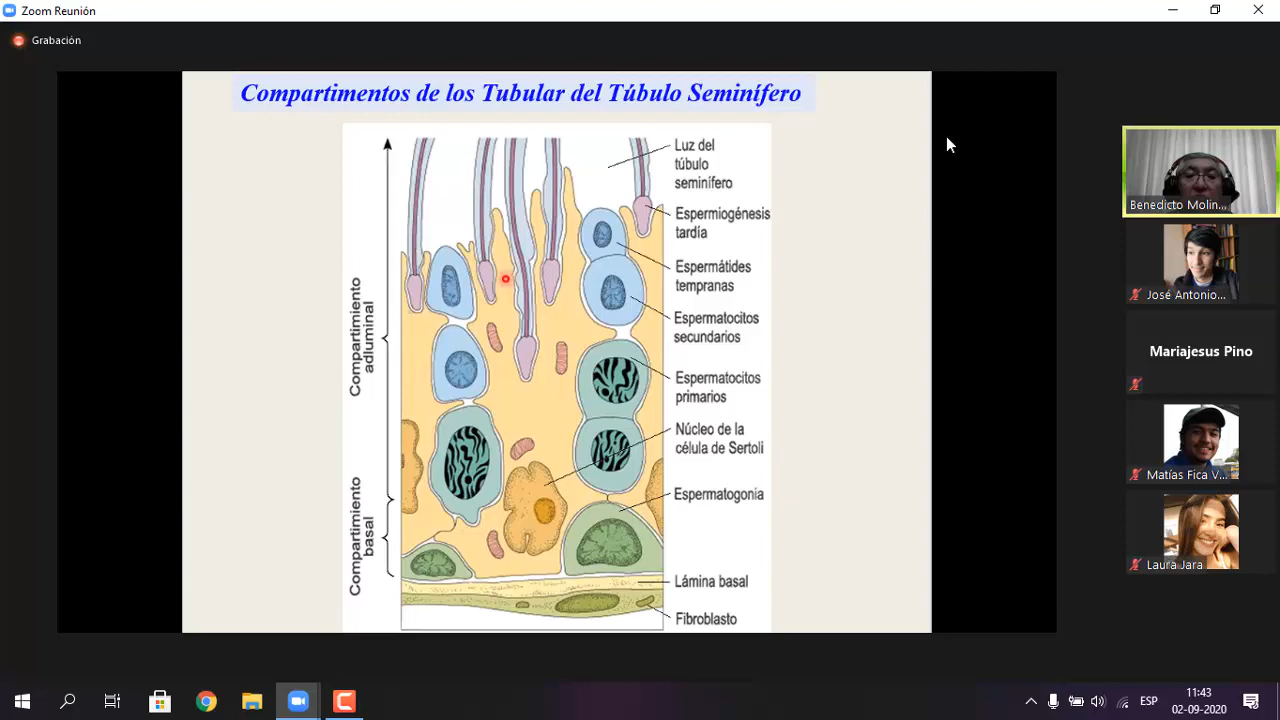 Zoom Reunión
Grabación
Compartimentos de los Tubular del Túbulo Seminífero
Luz del
túbulo
seminífero
Espermiogénesis
tardía
Espermátides
tempranas
Espermatocitos
secundarios
Espermatocitos
primarios
Núcleo de la
célula de Sertoli
Espermatogonia
Lámina basal
Fibroblasto
Compartimiento
adluminal
Compartimiento
basal
Benedicto Molin...
José Antonio...
Mariajesus Pino
Matías Fica V...
Laura Jara
ESP
11:43
02-09-2020